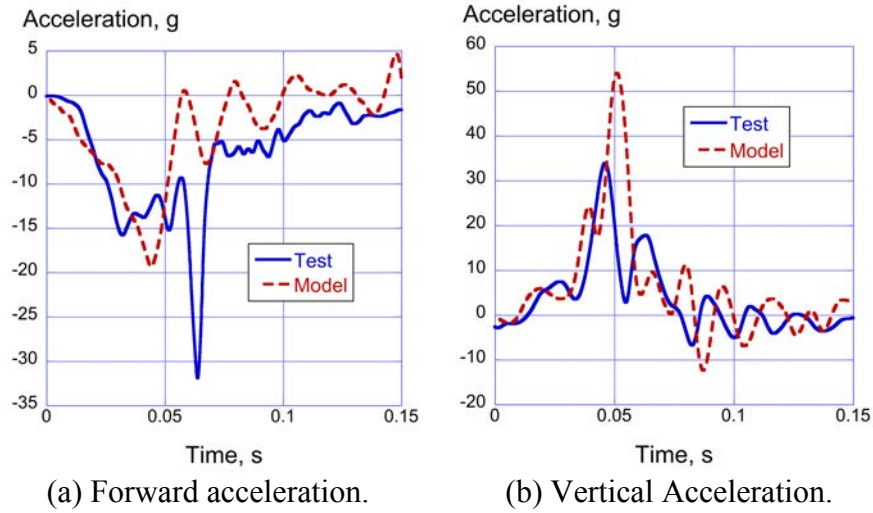 Acceleration, g
5
0
-5
-10
-15
-20
-25
-30
-35
0
0.05
0.1
0.15
Test
Model
Time, s
(a) Forward acceleration.
Acceleration, g
60
50
40
30
20
10
0
-10
-20
0
0.05
0.1
0.15
Test
Model
Time, s
(b) Vertical Acceleration.